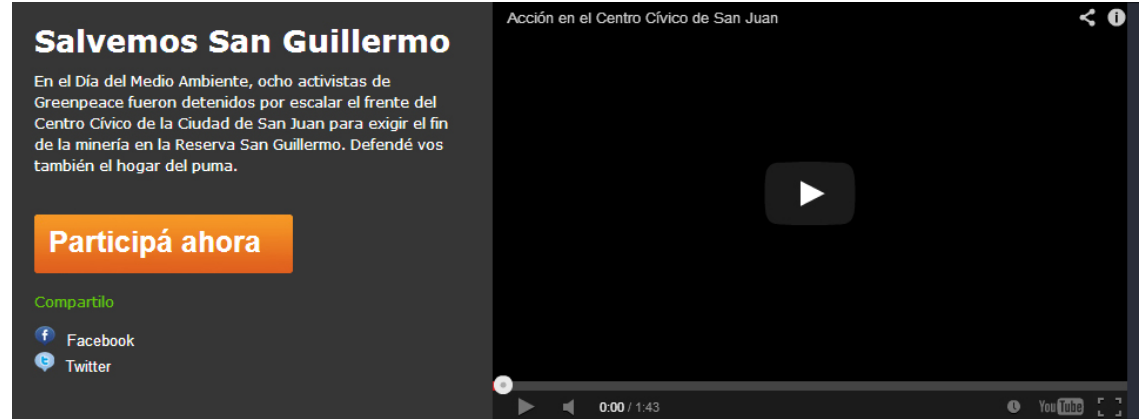 Salvemos San Guillermo
En el Día del Medio Ambiente, ocho activistas de
Greenpeace fueron detenidos por escalar el frente del
Centro Cívico de la Ciudad de San Juan para exigir el fin
de la minería en la Reserva San Guillermo. Defendé vos
también el hogar del puma.
Participá ahora
Compartilo
Facebook
Twitter
Acción en el Centro Cívico de San Juan
0:00 / 1:43
YouTube